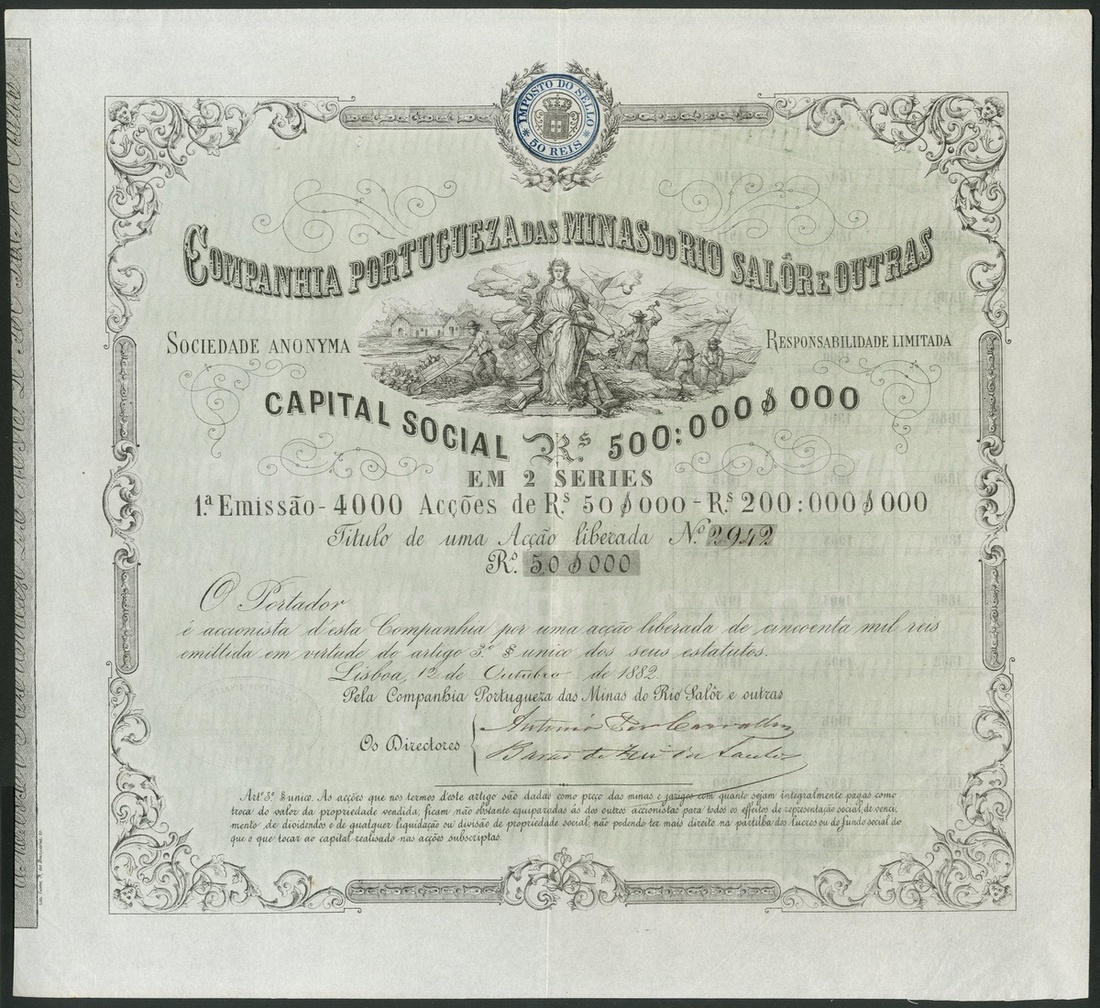 IMPOSTO DO SELLO
50 REIS
COMPANHIA PORTUGUEZA DAS MINAS DO RIO SALÔR E OUTRAS
SOCIEDADE ANONYMA
RESPONSABILIDADE LIMITADA
CAPITAL SOCIAL Rs 500:000$000
EM 2 SERIES
1.ª Emissão - 4000 Acções de R.s 50$000 - R.s 200:000$000
Titulo de uma Acção liberada N.º 2942
R.s 50$000
O Portador
é accionista d'esta Companhia por uma acção liberada de cincoenta mil reis
emittida em virtude do artigo 3.º § unico dos seus estatutos.
Lisboa, 12 de Outubro de 1882.
Pela Companhia Portugueza das Minas do Rio Salôr e outras
Os Directores
Antonio Carvalho
Barão de
Art.º 3.º § unico. As acções que nos termos d'este artigo são dadas como preço das minas e jazigos com quanto sejam integralmente pagas como
troca do valor da propriedade vendida, ficam não obstante equiparadas ás dos outros accionistas para todos os effeitos de representação social, de venci-
mento de dividendos e de qualquer liquidação ou divisão de propriedade social, não podendo ter mais direito na partilha dos lucros ou do fundo social do
que o que tocar ao capital realisado nas acções subscriptas.